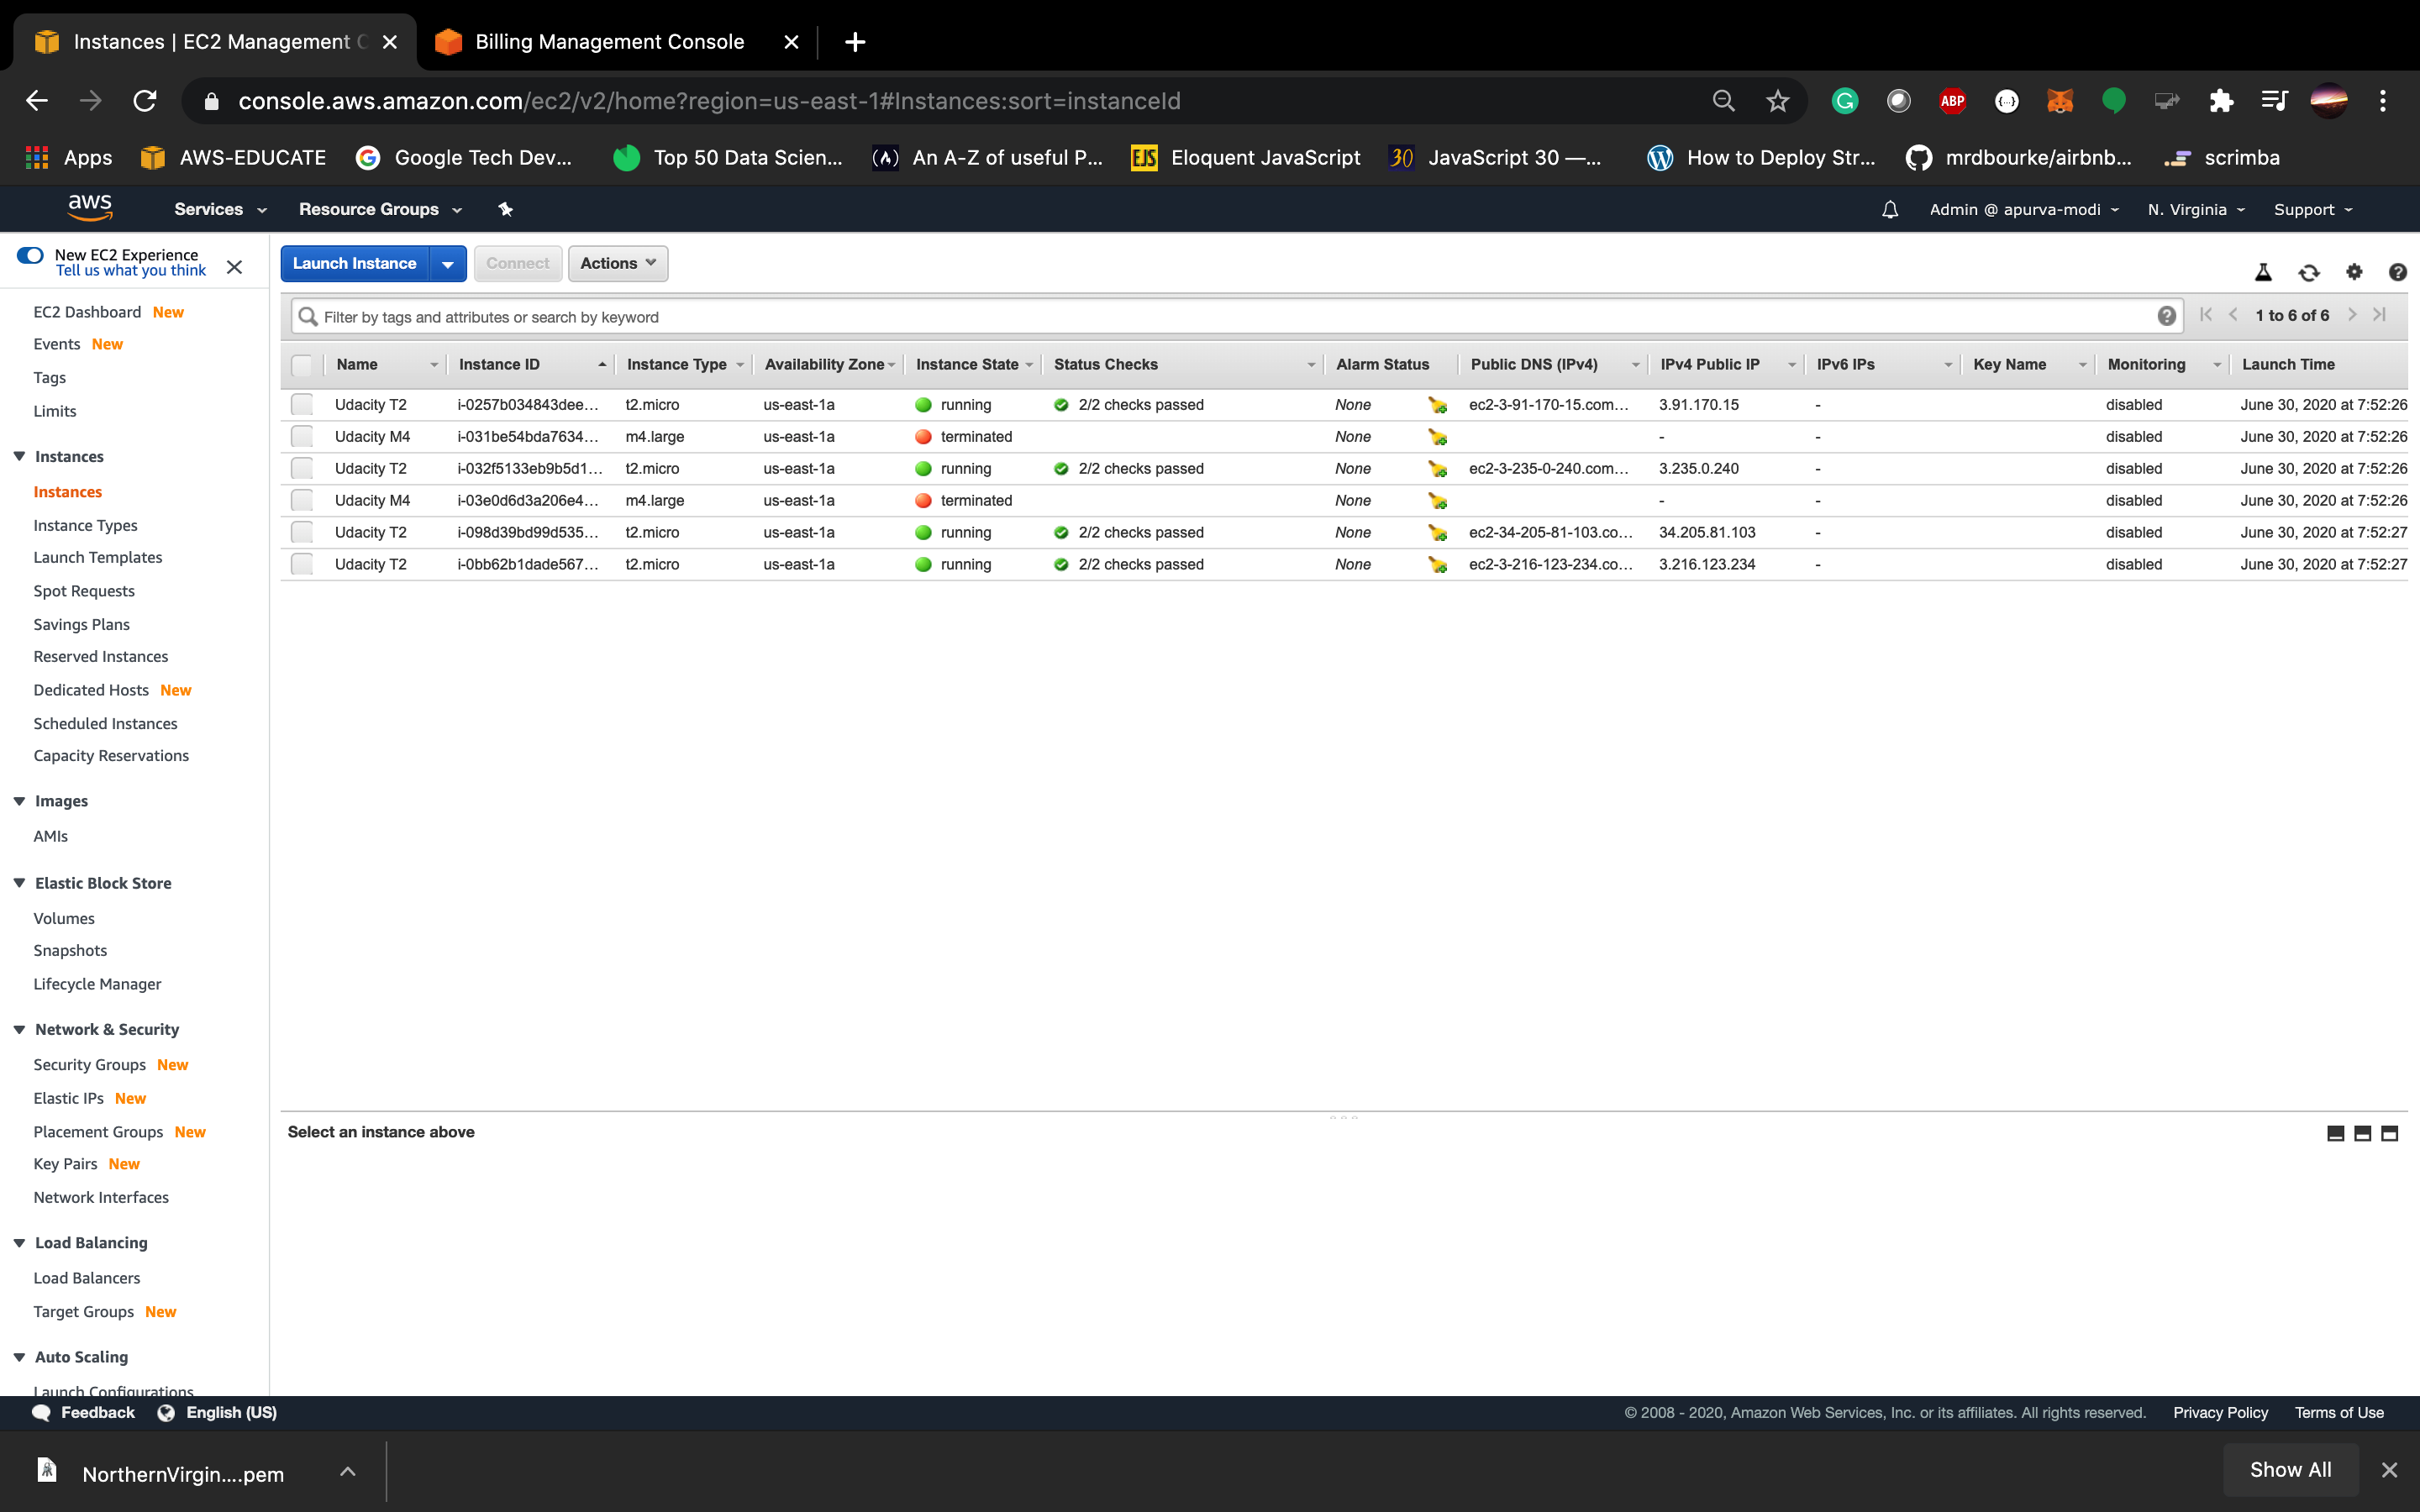 Instances | EC2 Management C
Billing Management Console
console.aws.amazon.com/ec2/v2/home?region=us-east-1#Instances:sort=instanceId
ABP
Apps
AWS-EDUCATE
Google Tech Dev...
Top 50 Data Scien...
An A-Z of useful P...
EJS Eloquent JavaScript
30 JavaScript 30 —...
How to Deploy Str...
mrdbourke/airbnb...
scrimba
aws Services Resource Groups Admin @ apurva-modi N. Virginia Support
New EC2 Experience
Tell us what you think
EC2 Dashboard New
Events New
Tags
Limits
Instances
Instances
Instance Types
Launch Templates
Spot Requests
Savings Plans
Reserved Instances
Dedicated Hosts New
Scheduled Instances
Capacity Reservations
Images
AMIs
Elastic Block Store
Volumes
Snapshots
Lifecycle Manager
Network & Security
Security Groups New
Elastic IPs New
Placement Groups New
Key Pairs New
Network Interfaces
Load Balancing
Load Balancers
Target Groups New
Auto Scaling
Launch Configurations
Launch Instance Connect Actions
Filter by tags and attributes or search by keyword
1 to 6 of 6
Name Instance ID Instance Type Availability Zone Instance State Status Checks Alarm Status Public DNS (IPv4) IPv4 Public IP IPv6 IPs Key Name Monitoring Launch Time
Udacity T2 i-0257b034843dee... t2.micro us-east-1a running 2/2 checks passed None ec2-3-91-170-15.com... 3.91.170.15 - disabled June 30, 2020 at 7:52:26
Udacity M4 i-031be54bda7634... m4.large us-east-1a terminated None - - disabled June 30, 2020 at 7:52:26
Udacity T2 i-032f5133eb9b5d1... t2.micro us-east-1a running 2/2 checks passed None ec2-3-235-0-240.com... 3.235.0.240 - disabled June 30, 2020 at 7:52:26
Udacity M4 i-03e0d6d3a206e4... m4.large us-east-1a terminated None - - disabled June 30, 2020 at 7:52:26
Udacity T2 i-098d39bd99d535... t2.micro us-east-1a running 2/2 checks passed None ec2-34-205-81-103.co... 34.205.81.103 - disabled June 30, 2020 at 7:52:27
Udacity T2 i-0bb62b1dade567... t2.micro us-east-1a running 2/2 checks passed None ec2-3-216-123-234.co... 3.216.123.234 - disabled June 30, 2020 at 7:52:27
Select an instance above
Feedback English (US) © 2008 - 2020, Amazon Web Services, Inc. or its affiliates. All rights reserved. Privacy Policy Terms of Use
NorthernVirgin....pem
Show All